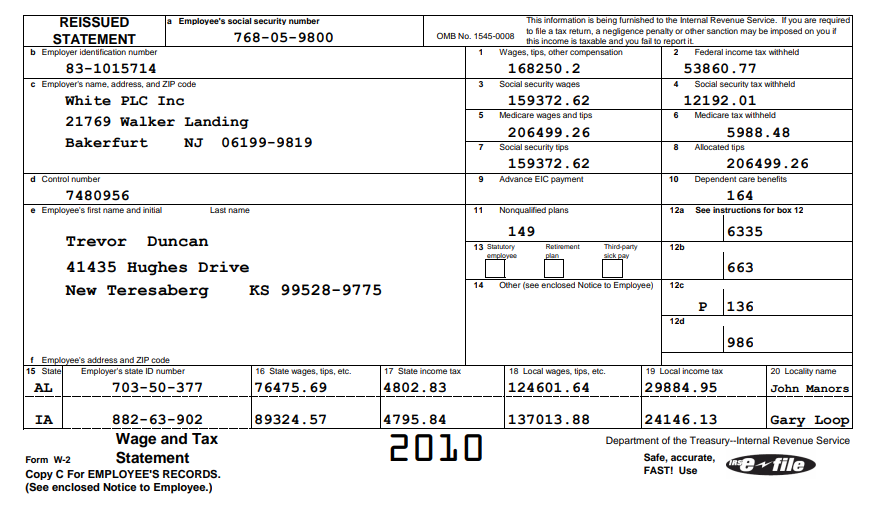 REISSUED STATEMENT
a Employee's social security number
768-05-9800
OMB No. 1545-0008
This information is being furnished to the Internal Revenue Service. If you are required
to file a tax return, a negligence penalty or other sanction may be imposed on you if
this income is taxable and you fail to report it.
b Employer identification number
83-1015714
1 Wages, tips, other compensation
168250.2
2 Federal income tax withheld
53860.77
c Employer's name, address, and ZIP code
White PLC Inc
21769 Walker Landing
Bakerfurt NJ 06199-9819
3 Social security wages
159372.62
4 Social security tax withheld
12192.01
5 Medicare wages and tips
206499.26
6 Medicare tax withheld
5988.48
7 Social security tips
159372.62
8 Allocated tips
206499.26
d Control number
7480956
9 Advance EIC payment
10 Dependent care benefits
164
e Employee's first name and initial Last name
Trevor Duncan
41435 Hughes Drive
New Teresaberg KS 99528-9775
11 Nonqualified plans
149
12a See instructions for box 12
6335
13 Statutory employee
Retirement plan
Third-party sick pay
12b
663
14 Other (see enclosed Notice to Employee)
12c
P 136
12d
986
f Employee's address and ZIP code
15 State Employer's state ID number 16 State wages, tips, etc. 17 State income tax 18 Local wages, tips, etc. 19 Local income tax 20 Locality name
AL 703-50-377 76475.69 4802.83 124601.64 29884.95 John Manors
IA 882-63-902 89324.57 4795.84 137013.88 24146.13 Gary Loop
Form W-2
Wage and Tax
Statement
2010
Department of the Treasury--Internal Revenue Service
Copy C For EMPLOYEE'S RECORDS.
(See enclosed Notice to Employee.)
Safe, accurate,
FAST! Use
IRS e file